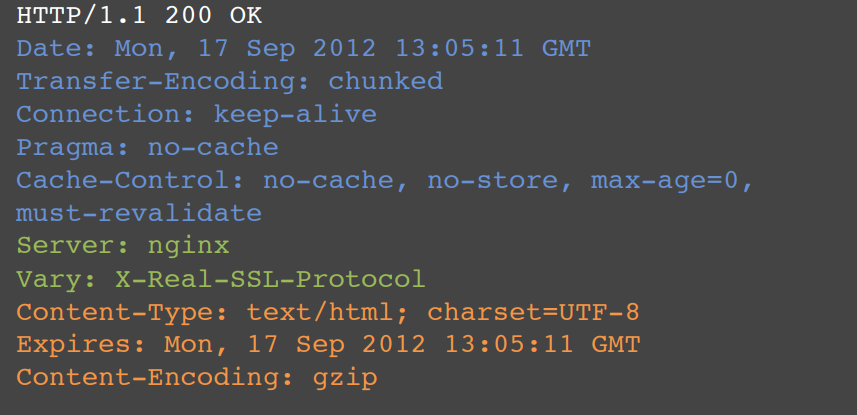 HTTP/1.1 200 OK
Date: Mon, 17 Sep 2012 13:05:11 GMT
Transfer-Encoding: chunked
Connection: keep-alive
Pragma: no-cache
Cache-Control: no-cache, no-store, max-age=0,
must-revalidate
Server: nginx
Vary: X-Real-SSL-Protocol
Content-Type: text/html; charset=UTF-8
Expires: Mon, 17 Sep 2012 13:05:11 GMT
Content-Encoding: gzip